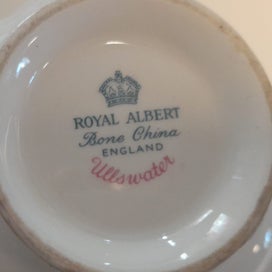 ROYAL ALBERT
Bone China
ENGLAND
Ullswater